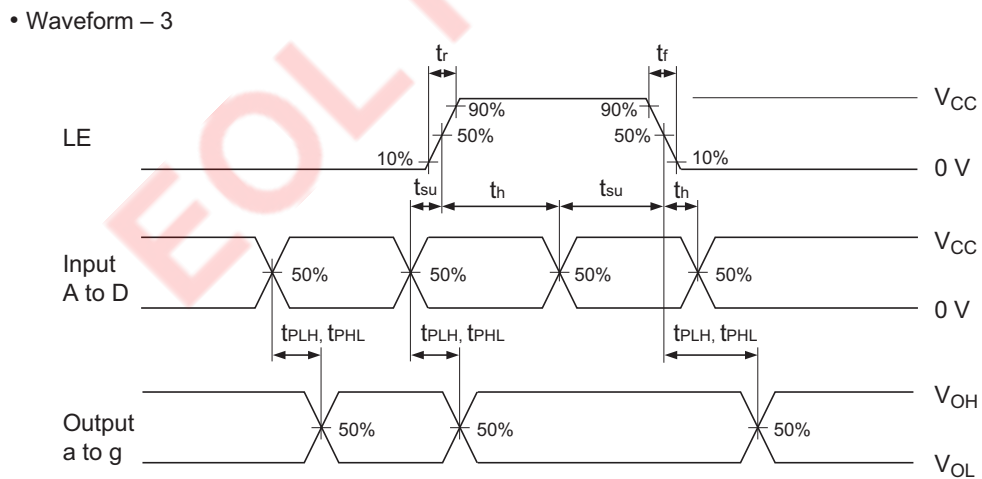 • Waveform – 3
tr
tf
90%
90%
VCC
LE
50%
50%
10%
10%
0 V
tsu
th
tsu
th
VCC
Input
A to D
50%
50%
50%
50%
0 V
tPLH, tPHL
tPLH, tPHL
tPLH, tPHL
VOH
Output
a to g
50%
50%
50%
VOL